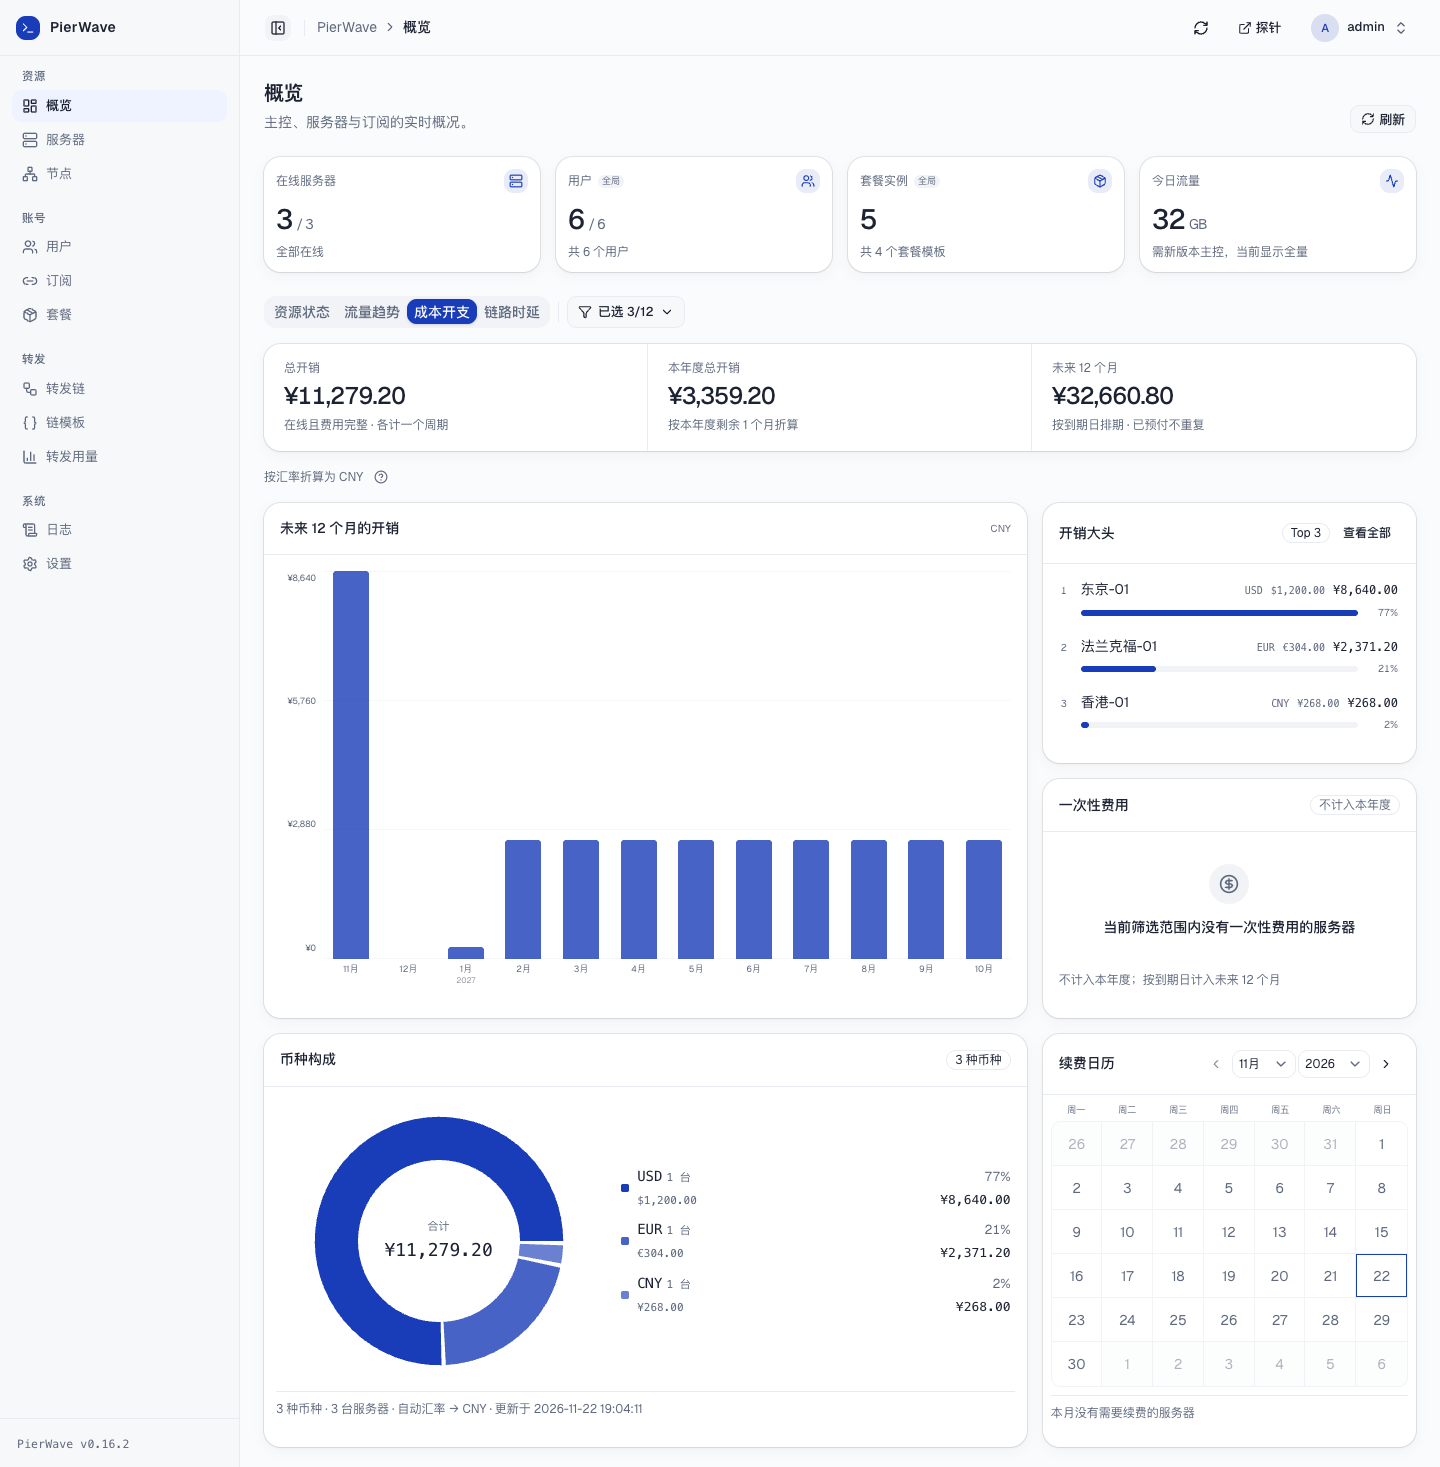 PierWave
PierWave > 概览
探针
A admin
资源
概览
服务器
节点
账号
用户
订阅
套餐
转发
转发链
链模板
转发用量
系统
日志
设置
PierWave v0.16.2
概览
主控、服务器与订阅的实时概况。
刷新
在线服务器
3 / 3
全部在线
用户 全局
6 / 6
共 6 个用户
套餐实例 全局
5
共 4 个套餐模板
今日流量
32 GB
需新版本主控，当前显示全量
资源状态 流量趋势 成本开支 链路时延 已选 3/12
总开销
¥11,279.20
在线且费用完整 · 各计一个周期
本年度总开销
¥3,359.20
按本年度剩余 1 个月折算
未来 12 个月
¥32,660.80
按到期日排期 · 已预付不重复
按汇率折算为 CNY
未来 12 个月的开销 CNY
¥8,640
¥5,760
¥2,880
¥0
11月 12月 1月 2月 3月 4月 5月 6月 7月 8月 9月 10月
2027
开销大头 Top 3 查看全部
1 东京-01 USD $1,200.00 ¥8,640.00
77%
2 法兰克福-01 EUR €304.00 ¥2,371.20
21%
3 香港-01 CNY ¥268.00 ¥268.00
2%
一次性费用 不计入本年度
当前筛选范围内没有一次性费用的服务器
不计入本年度；按到期日计入未来 12 个月
币种构成 3 种币种
合计
¥11,279.20
USD 1 台 77%
$1,200.00 ¥8,640.00
EUR 1 台 21%
€304.00 ¥2,371.20
CNY 1 台 2%
¥268.00 ¥268.00
3 种币种 · 3 台服务器 · 自动汇率 → CNY · 更新于 2026-11-22 19:04:11
续费日历 11月 2026
周一 周二 周三 周四 周五 周六 周日
26 27 28 29 30 31 1
2 3 4 5 6 7 8
9 10 11 12 13 14 15
16 17 18 19 20 21 22
23 24 25 26 27 28 29
30 1 2 3 4 5 6
本月没有需要续费的服务器